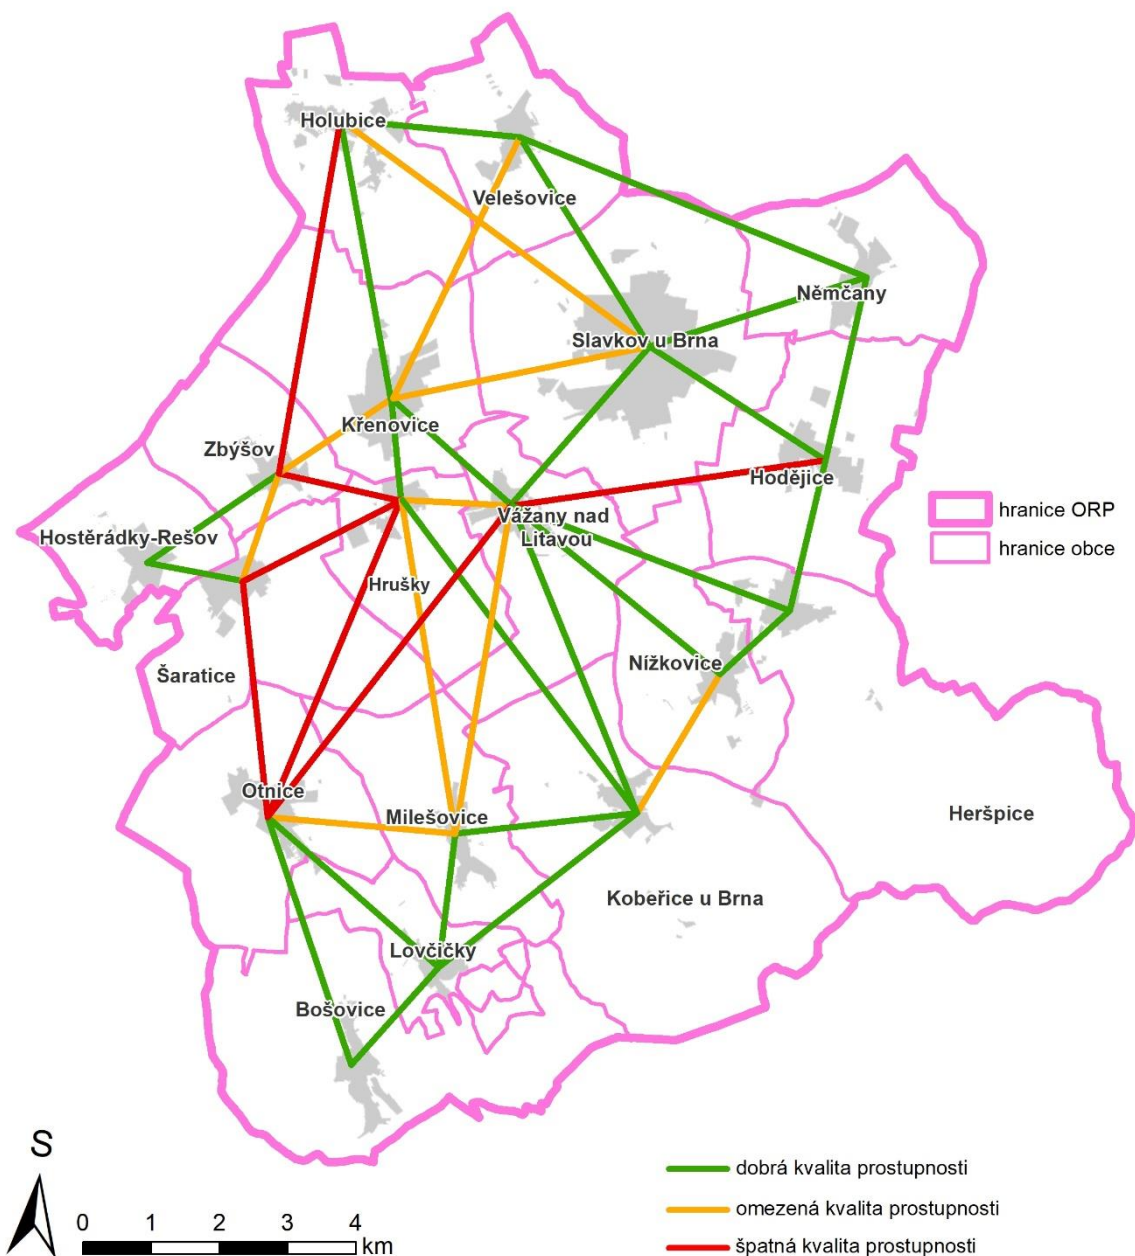 Holubice
Velešovice
Němčany
Slavkov u Brna
Křenovice
Zbýšov
Hodějice
Vážany nad
Litavou
Hostěrádky-Rešov
Hrušky
Nížkovice
Šaratice
Otnice
Milešovice
Heršpice
Kobeřice u Brna
Lovčičky
Bošovice
hranice ORP
hranice obce
S
0 1 2 3 4
km
dobrá kvalita prostupnosti
omezená kvalita prostupnosti
špatná kvalita prostupnosti